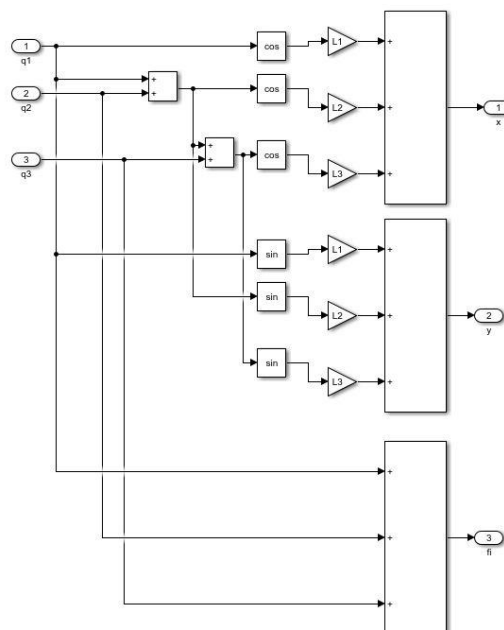 1
q1
cos
L1
+
+
+
2
q2
cos
L2
+
1
x
+
+
3
q3
cos
L3
+
sin
L1
+
sin
L2
+
2
y
sin
L3
+
+
+
3
fi
+